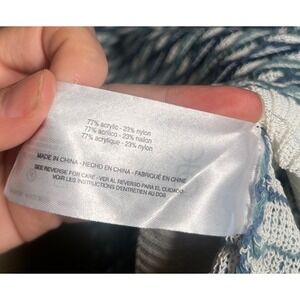 77% acrylic - 23% nylon
77% acrílico - 23% nailon
77% acrylique - 23% nylon
MADE IN CHINA - HECHO EN CHINA - FABRIQUÉ EN CHINE
SEE REVERSE FOR CARE - VER AL REVERSO PARA EL CUIDADO -
VOIR LES INSTRUCTIONS D'ENTRETIEN AU DOS